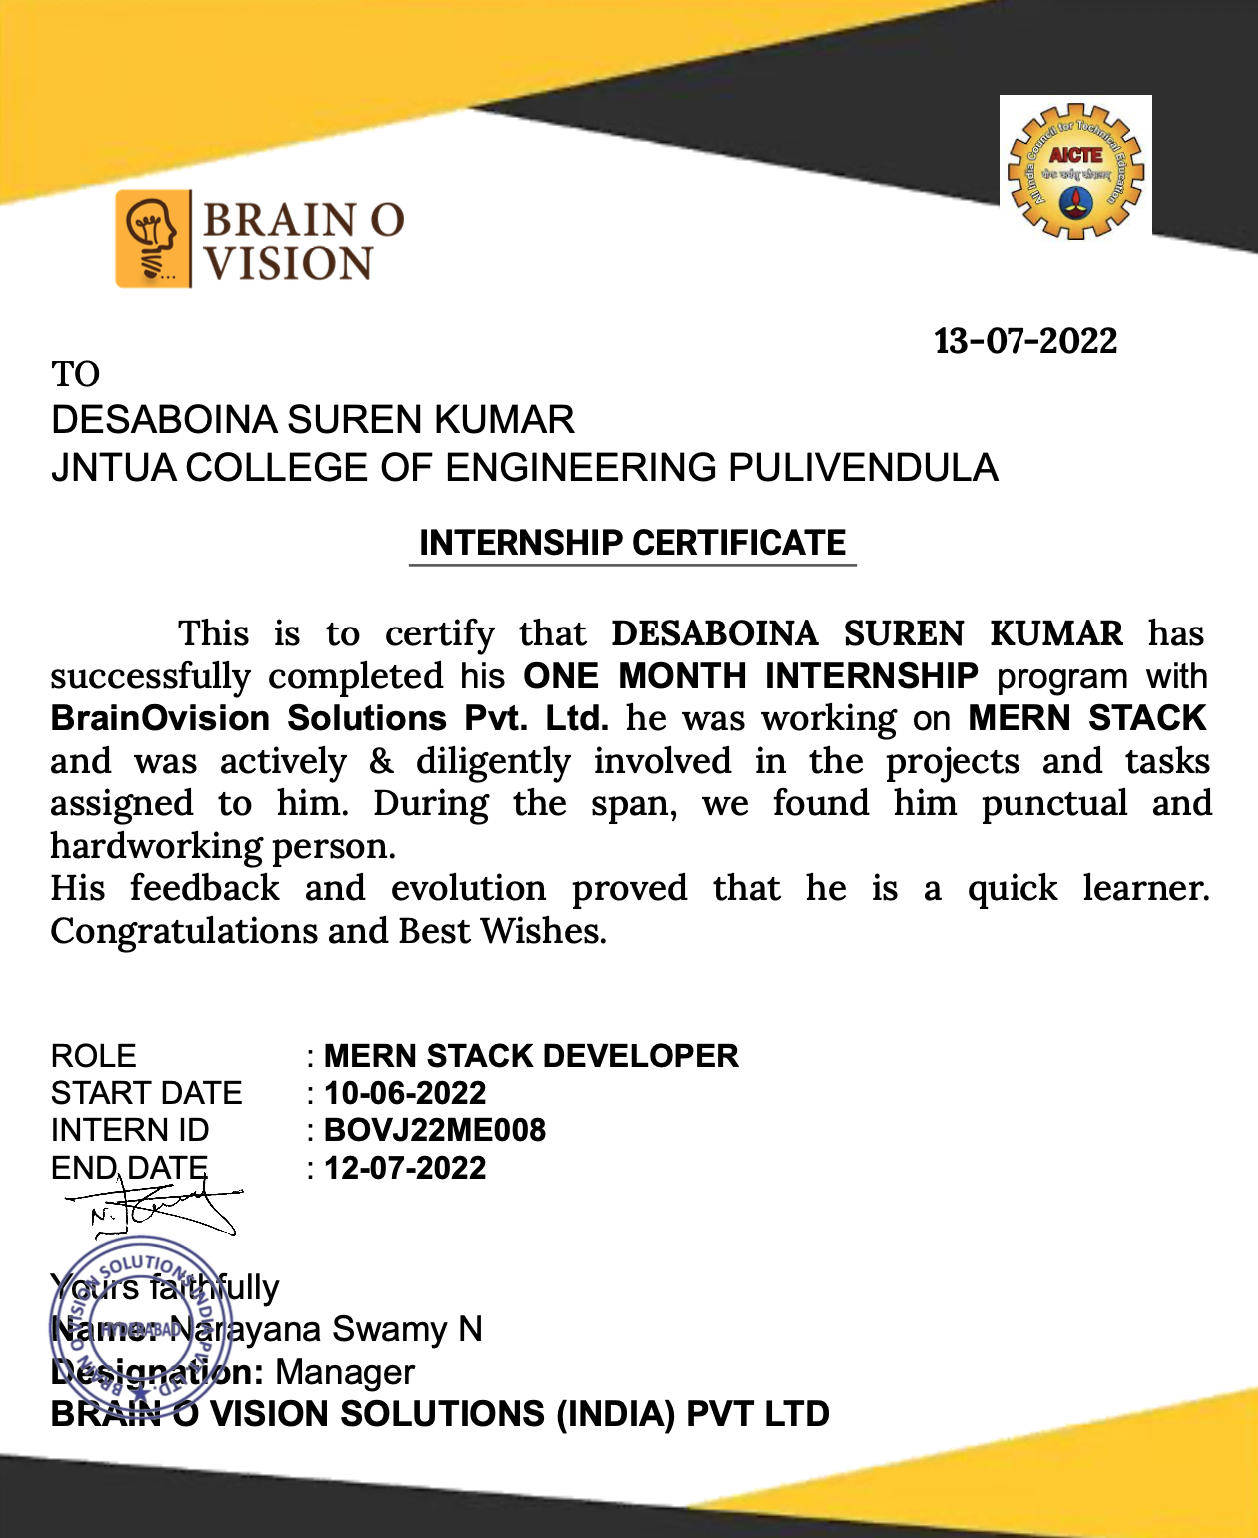 All India Council for Technical Education
AICTE
BRAIN O
VISION
13-07-2022
TO
DESABOINA SUREN KUMAR
JNTUA COLLEGE OF ENGINEERING PULIVENDULA
INTERNSHIP CERTIFICATE
This is to certify that DESABOINA SUREN KUMAR has
successfully completed his ONE MONTH INTERNSHIP program with
BrainOvision Solutions Pvt. Ltd. he was working on MERN STACK
and was actively & diligently involved in the projects and tasks
assigned to him. During the span, we found him punctual and
hardworking person.
His feedback and evolution proved that he is a quick learner.
Congratulations and Best Wishes.
ROLE : MERN STACK DEVELOPER
START DATE : 10-06-2022
INTERN ID : BOVJ22ME008
END DATE : 12-07-2022
Yours faithfully
Name: Narayana Swamy N
Designation: Manager
BRAIN O VISION SOLUTIONS (INDIA) PVT LTD
BRAIN O VISION SOLUTIONS INDIA PVT. LTD.
HYDERABAD